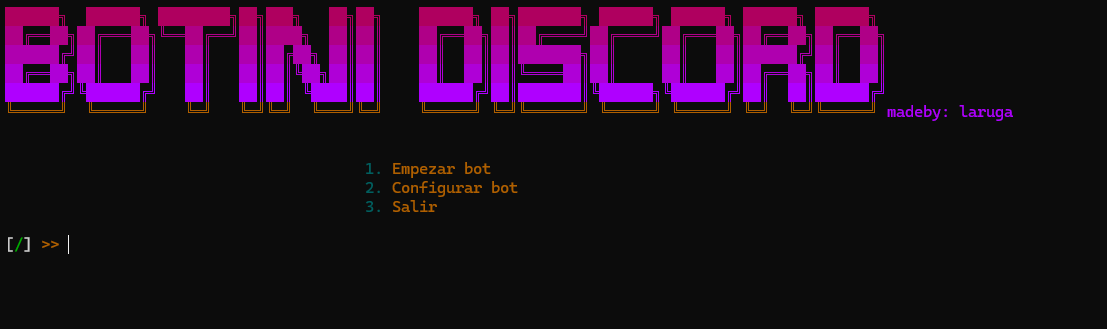 BOTINI DISCORD madeby: laruga
1. Empezar bot
2. Configurar bot
3. Salir
[/] >>